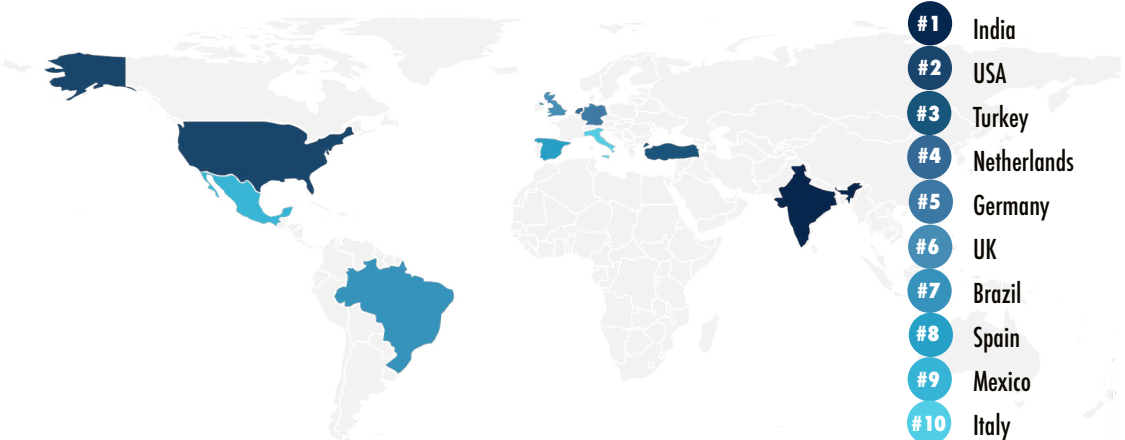 #1 India
#2 USA
#3 Turkey
#4 Netherlands
#5 Germany
#6 UK
#7 Brazil
#8 Spain
#9 Mexico
#10 Italy